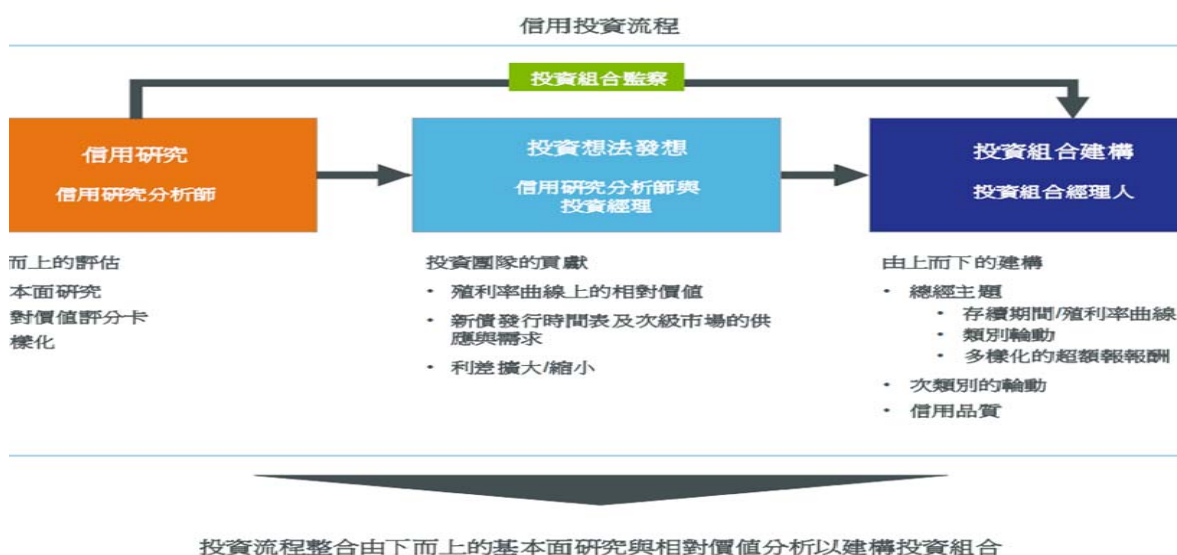 信用投資流程
投資組合監察
信用研究
信用研究分析師
投資想法發想
信用研究分析師與
投資經理
投資組合建構
投資組合經理人
而上的評估
本面研究
對價值評分卡
樣化
投資團隊的貢獻
• 殖利率曲線上的相對價值
• 新債發行時間表及次級市場的供
應與需求
• 利差擴大/縮小
由上而下的建構
• 總經主題
• 存續期間/殖利率曲線
• 類別輪動
• 多樣化的超額報報酬
• 次類別的輪動
• 信用品質
投資流程整合由下而上的基本面研究與相對價值分析以建構投資組合